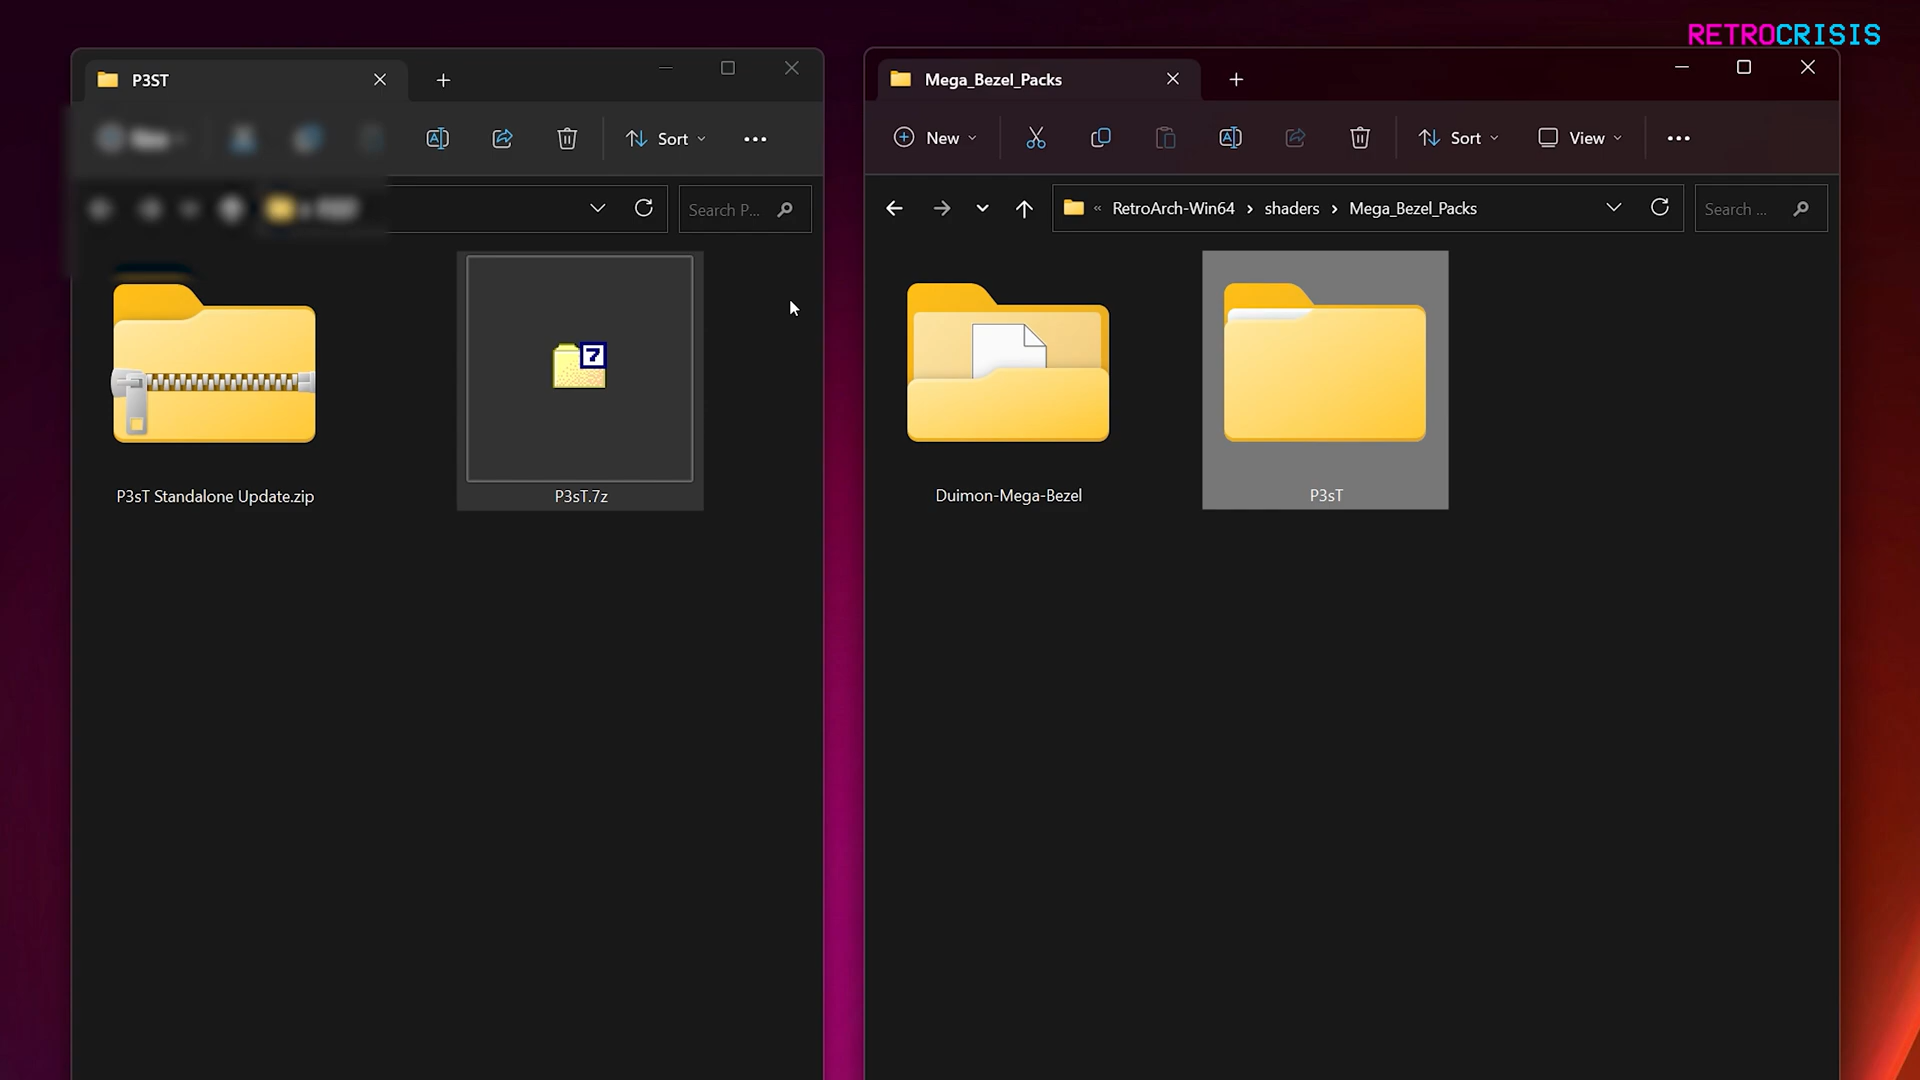 RETROCRISIS
P3ST
Sort
Search P...
P3sT Standalone Update.zip
7
P3sT.7z
Mega_Bezel_Packs
New
Sort
View
« RetroArch-Win64 › shaders › Mega_Bezel_Packs
Search ...
Duimon-Mega-Bezel
P3sT